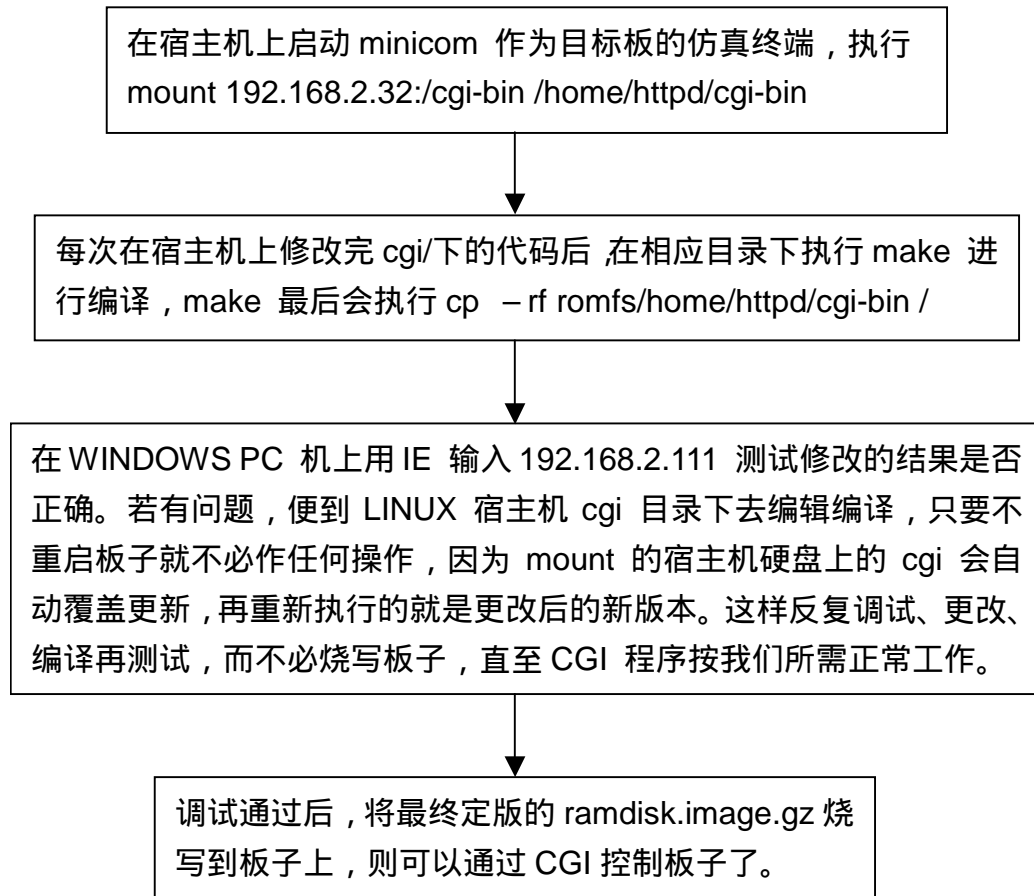 在宿主机上启动 minicom 作为目标板的仿真终端，执行
mount 192.168.2.32:/cgi-bin /home/httpd/cgi-bin
每次在宿主机上修改完 cgi/下的代码后，在相应目录下执行 make 进
行编译，make 最后会执行 cp –rf romfs/home/httpd/cgi-bin /
在 WINDOWS PC 机上用 IE 输入 192.168.2.111 测试修改的结果是否
正确。若有问题，便到 LINUX 宿主机 cgi 目录下去编辑编译，只要不
重启板子就不必作任何操作，因为 mount 的宿主机硬盘上的 cgi 会自
动覆盖更新，再重新执行的就是更改后的新版本。这样反复调试、更改、
编译再测试，而不必烧写板子，直至 CGI 程序按我们所需正常工作。
调试通过后，将最终定版的 ramdisk.image.gz 烧
写到板子上，则可以通过 CGI 控制板子了。